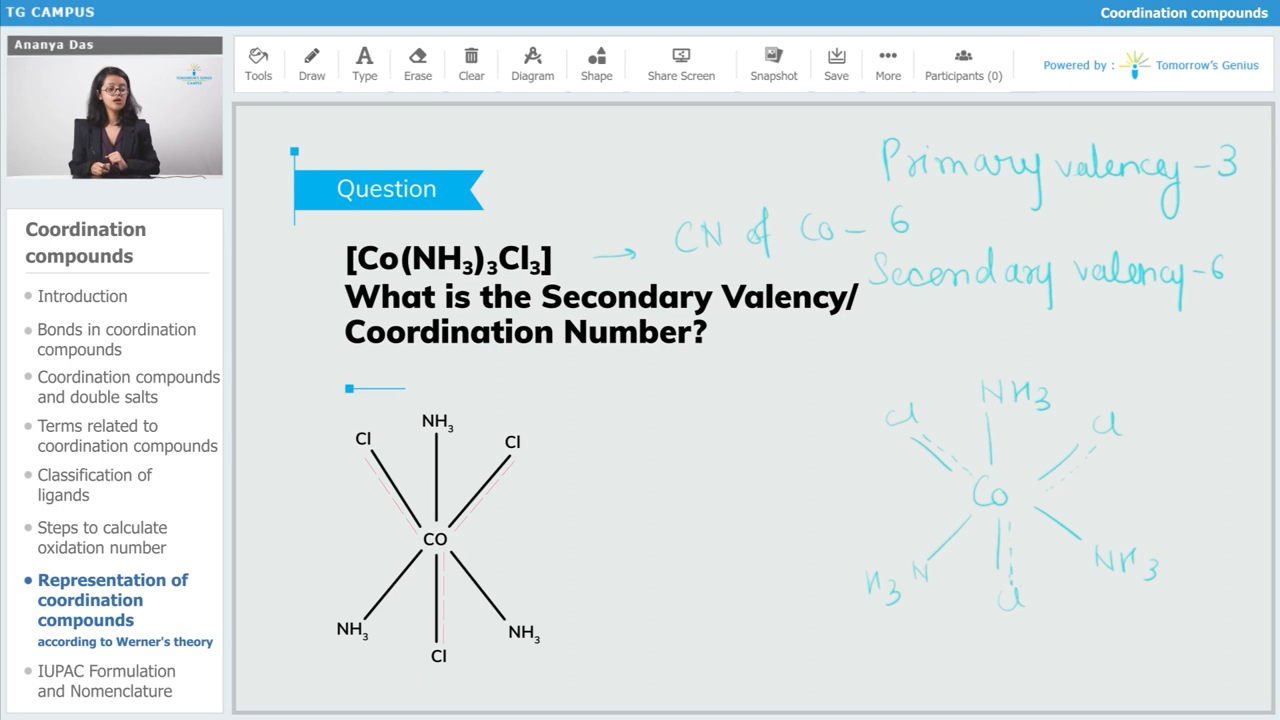 TG CAMPUS
Coordination compounds
Ananya Das
TOMORROW'S GENIUS
CAMPUS
Tools
Draw
Type
Erase
Clear
Diagram
Shape
Share Screen
Snapshot
Save
More
Participants (0)
Powered by :
Tomorrow's Genius
Coordination
compounds
Introduction
Bonds in coordination
compounds
Coordination compounds
and double salts
Terms related to
coordination compounds
Classification of
ligands
Steps to calculate
oxidation number
Representation of
coordination
compounds
according to Werner's theory
IUPAC Formulation
and Nomenclature
Question
Primary valency - 3
[Co(NH₃)₃Cl₃] → CN of Co - 6
Secondary valency - 6
What is the Secondary Valency/
Coordination Number?
NH₃
Cl
Cl
CO
NH₃
NH₃
Cl
NH3
Cl
Cl
Co
H3 N
NH3
Cl